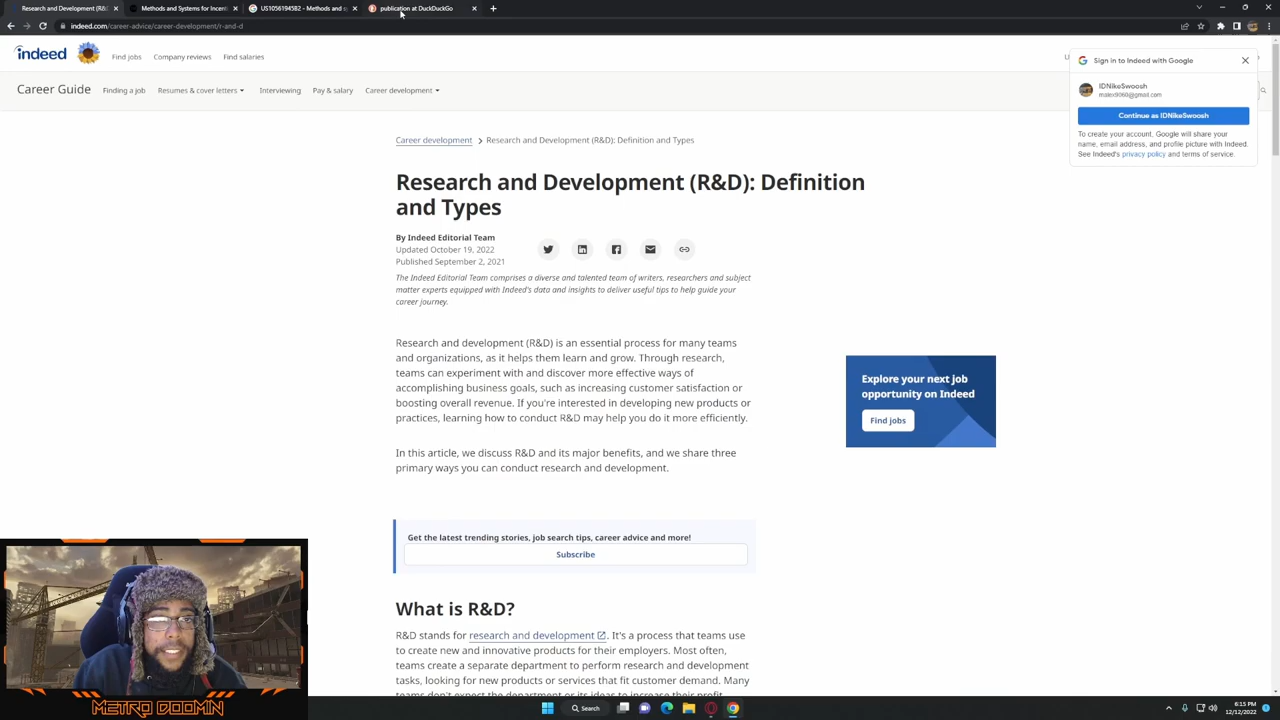 Research and Development (R&D
Methods and Systems for Incent
US10561945B2 - Methods and s
publication at DuckDuckGo
indeed.com/career-advice/career-development/r-and-d
indeed
Find jobs
Company reviews
Find salaries
Career Guide
Finding a job
Resumes & cover letters
Interviewing
Pay & salary
Career development
Sign in to Indeed with Google
IDNikeSwoosh
Continue as IDNikeSwoosh
To create your account, Google will share your
name, email address, and profile picture with Indeed.
See Indeed's privacy policy and terms of service.
Career development > Research and Development (R&D): Definition and Types
Research and Development (R&D): Definition
and Types
By Indeed Editorial Team
Updated October 19, 2022
Published September 2, 2021
The Indeed Editorial Team comprises a diverse and talented team of writers, researchers and subject
matter experts equipped with Indeed's data and insights to deliver useful tips to help guide your
career journey.
Research and development (R&D) is an essential process for many teams
and organizations, as it helps them learn and grow. Through research,
teams can experiment with and discover more effective ways of
accomplishing business goals, such as increasing customer satisfaction or
boosting overall revenue. If you're interested in developing new products or
practices, learning how to conduct R&D may help you do it more efficiently.
In this article, we discuss R&D and its major benefits, and we share three
primary ways you can conduct research and development.
Explore your next job
opportunity on Indeed
Find jobs
Get the latest trending stories, job search tips, career advice and more!
Subscribe
What is R&D?
R&D stands for research and development. It's a process that teams use
to create new and innovative products for their employers. Most often,
teams create a separate department to perform research and development
tasks, looking for new products or services that fit customer demand. Many
teams don't expect the department or its ideas to increase their profit
METRO DOOMIN
Search
6:15 PM
12/12/2022